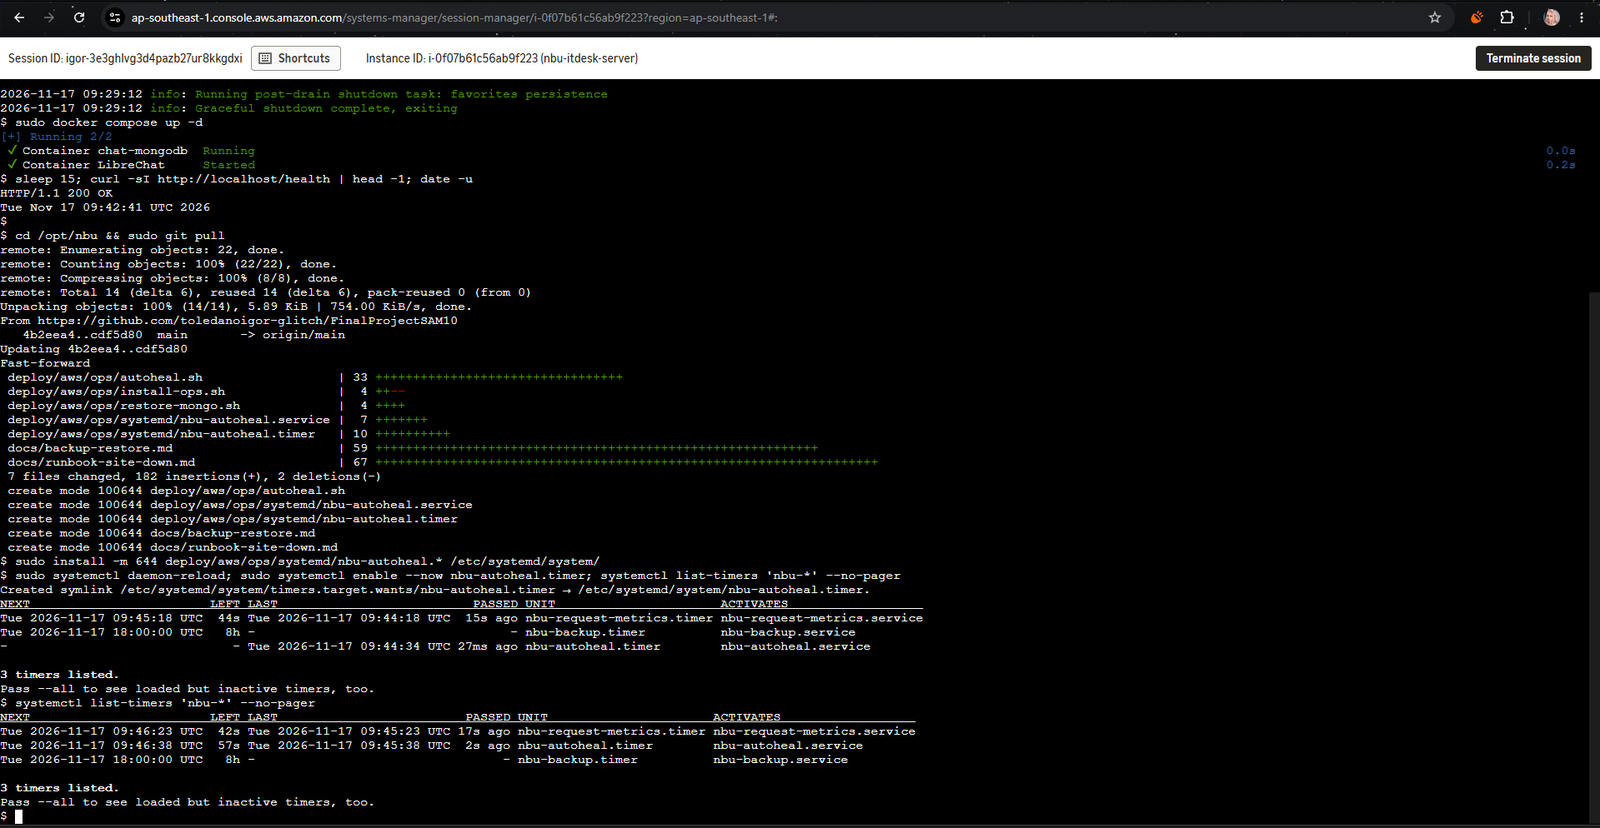 ap-southeast-1.console.aws.amazon.com/systems-manager/session-manager/i-0f07b61c56ab9f223?region=ap-southeast-1#:
Session ID: igor-3e3ghlvg3d4pazb27ur8kkgdxi Shortcuts Instance ID: i-0f07b61c56ab9f223 (nbu-itdesk-server) Terminate session
2026-11-17 09:29:12 info: Running post-drain shutdown task: favorites persistence
2026-11-17 09:29:12 info: Graceful shutdown complete, exiting
$ sudo docker compose up -d
[+] Running 2/2
✓ Container chat-mongodb Running 0.0s
✓ Container LibreChat Started 0.2s
$ sleep 15; curl -sI http://localhost/health | head -1; date -u
HTTP/1.1 200 OK
Tue Nov 17 09:42:41 UTC 2026
$
$ cd /opt/nbu && sudo git pull
remote: Enumerating objects: 22, done.
remote: Counting objects: 100% (22/22), done.
remote: Compressing objects: 100% (8/8), done.
remote: Total 14 (delta 6), reused 14 (delta 6), pack-reused 0 (from 0)
Unpacking objects: 100% (14/14), 5.89 KiB | 754.00 KiB/s, done.
From https://github.com/toledanoigor-glitch/FinalProjectSAM10
4b2eea4..cdf5d80 main -> origin/main
Updating 4b2eea4..cdf5d80
Fast-forward
deploy/aws/ops/autoheal.sh | 33 +++++++++++++++++++++++++++++++++
deploy/aws/ops/install-ops.sh | 4 ++--
deploy/aws/ops/restore-mongo.sh | 4 ++++
deploy/aws/ops/systemd/nbu-autoheal.service | 7 +++++++
deploy/aws/ops/systemd/nbu-autoheal.timer | 10 ++++++++++
docs/backup-restore.md | 59 +++++++++++++++++++++++++++++++++++++++++++++++++++++++++++
docs/runbook-site-down.md | 67 +++++++++++++++++++++++++++++++++++++++++++++++++++++++++++++++++++
7 files changed, 182 insertions(+), 2 deletions(-)
create mode 100644 deploy/aws/ops/autoheal.sh
create mode 100644 deploy/aws/ops/systemd/nbu-autoheal.service
create mode 100644 deploy/aws/ops/systemd/nbu-autoheal.timer
create mode 100644 docs/backup-restore.md
create mode 100644 docs/runbook-site-down.md
$ sudo install -m 644 deploy/aws/ops/systemd/nbu-autoheal.* /etc/systemd/system/
$ sudo systemctl daemon-reload; sudo systemctl enable --now nbu-autoheal.timer; systemctl list-timers 'nbu-*' --no-pager
Created symlink /etc/systemd/system/timers.target.wants/nbu-autoheal.timer → /etc/systemd/system/nbu-autoheal.timer.
NEXT LEFT LAST PASSED UNIT ACTIVATES
Tue 2026-11-17 09:45:18 UTC 44s Tue 2026-11-17 09:44:18 UTC 15s ago nbu-request-metrics.timer nbu-request-metrics.service
Tue 2026-11-17 18:00:00 UTC 8h - - nbu-backup.timer nbu-backup.service
- - Tue 2026-11-17 09:44:34 UTC 27ms ago nbu-autoheal.timer nbu-autoheal.service
3 timers listed.
Pass --all to see loaded but inactive timers, too.
$ systemctl list-timers 'nbu-*' --no-pager
NEXT LEFT LAST PASSED UNIT ACTIVATES
Tue 2026-11-17 09:46:23 UTC 42s Tue 2026-11-17 09:45:23 UTC 17s ago nbu-request-metrics.timer nbu-request-metrics.service
Tue 2026-11-17 09:46:38 UTC 57s Tue 2026-11-17 09:45:38 UTC 2s ago nbu-autoheal.timer nbu-autoheal.service
Tue 2026-11-17 18:00:00 UTC 8h - - nbu-backup.timer nbu-backup.service
3 timers listed.
Pass --all to see loaded but inactive timers, too.
$